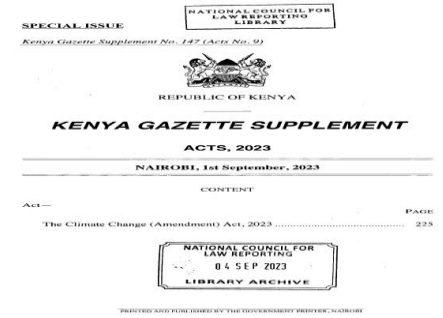 NATIONAL COUNCIL FOR
LAW REPORTING
LIBRARY
SPECIAL ISSUE
Kenya Gazette Supplement No. 147 (Acts No. 9)
REPUBLIC OF KENYA
KENYA GAZETTE SUPPLEMENT
ACTS, 2023
NAIROBI, 1st September, 2023
CONTENT
Act—
PAGE
The Climate Change (Amendment) Act, 2023 ........................................ 225
NATIONAL COUNCIL FOR
LAW REPORTING
04 SEP 2023
LIBRARY ARCHIVE
PRINTED AND PUBLISHED BY THE GOVERNMENT PRINTER, NAIROBI